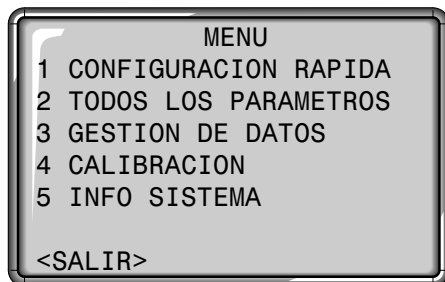 MENU
1 CONFIGURACION RAPIDA
2 TODOS LOS PARAMETROS
3 GESTION DE DATOS
4 CALIBRACION
5 INFO SISTEMA
<SALIR>